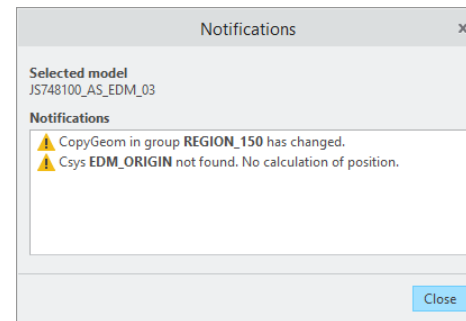 Notifications
Selected model
JS748100_AS_EDM_03
Notifications
CopyGeom in group REGION_150 has changed.
Csys EDM_ORIGIN not found. No calculation of position.
Close